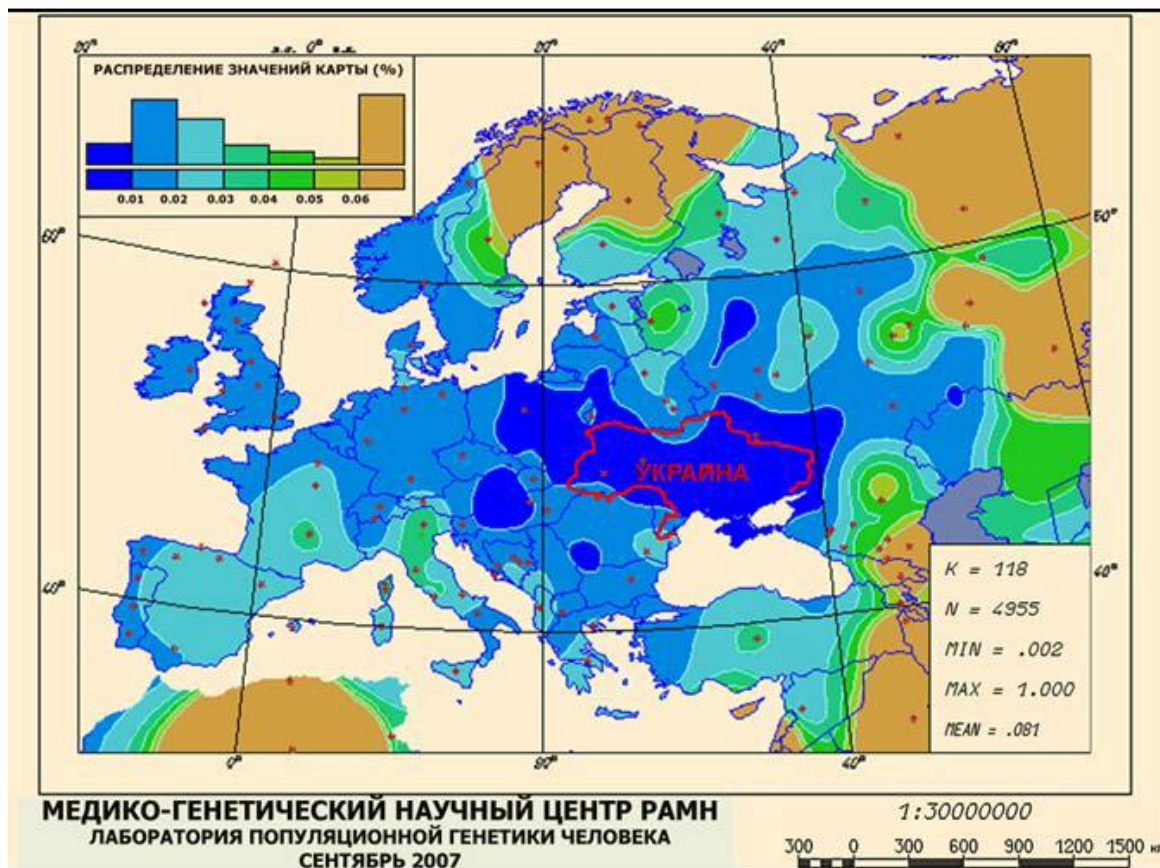 20° з.д. 0° в.д. 20° 40° 60°
РАСПРЕДЕЛЕНИЕ ЗНАЧЕНИЙ КАРТЫ (%)
0.01 0.02 0.03 0.04 0.05 0.06
60°
50°
УКРАИНА
40°
40°
K = 118
N = 4955
MIN = .002
MAX = 1.000
MEAN = .081
0° 20° 40°
МЕДИКО-ГЕНЕТИЧЕСКИЙ НАУЧНЫЙ ЦЕНТР РАМН
ЛАБОРАТОРИЯ ПОПУЛЯЦИОННОЙ ГЕНЕТИКИ ЧЕЛОВЕКА
СЕНТЯБРЬ 2007
1:30000000
300 0 300 600 900 1200 1500 км